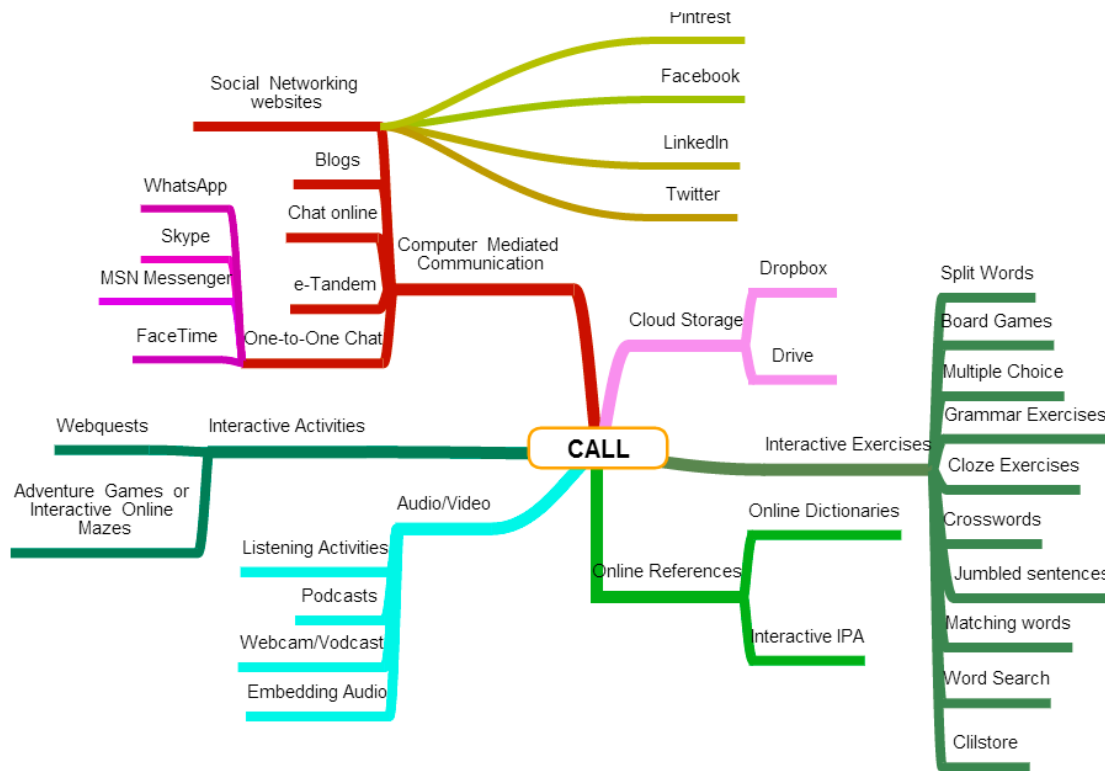 Pintrest
Facebook
LinkedIn
Twitter
Social Networking
websites
Blogs
Chat online
e-Tandem
One-to-One Chat
WhatsApp
Skype
MSN Messenger
FaceTime
Computer Mediated
Communication
Cloud Storage
Dropbox
Drive
CALL
Interactive Exercises
Split Words
Board Games
Multiple Choice
Grammar Exercises
Cloze Exercises
Crosswords
Jumbled sentences
Matching words
Word Search
Clilstore
Interactive Activities
Webquests
Adventure Games or
Interactive Online
Mazes
Audio/Video
Listening Activities
Podcasts
Webcam/Vodcast
Embedding Audio
Online References
Online Dictionaries
Interactive IPA